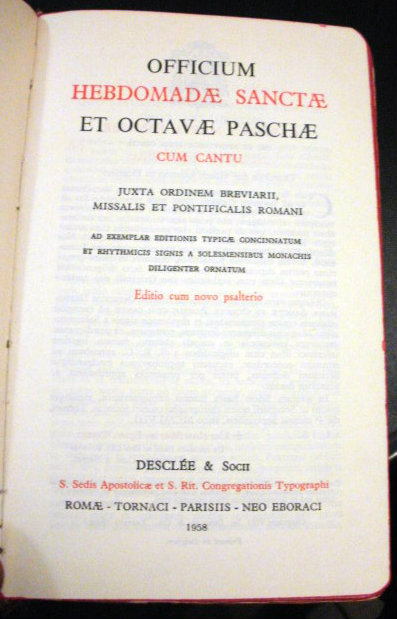 OFFICIUM
HEBDOMADÆ SANCTÆ
ET OCTAVÆ PASCHÆ
CUM CANTU
JUXTA ORDINEM BREVIARII,
MISSALIS ET PONTIFICALIS ROMANI
AD EXEMPLAR EDITIONIS TYPICÆ CONCINNATUM
ET RHYTHMICIS SIGNIS A SOLESMENSIBUS MONACHIS
DILIGENTER ORNATUM
Editio cum novo psalterio
DESCLÉE & Socii
S. Sedis Apostolicæ et S. Rit. Congregationis Typographi
ROMÆ - TORNACI - PARISIIS - NEO EBORACI
1958